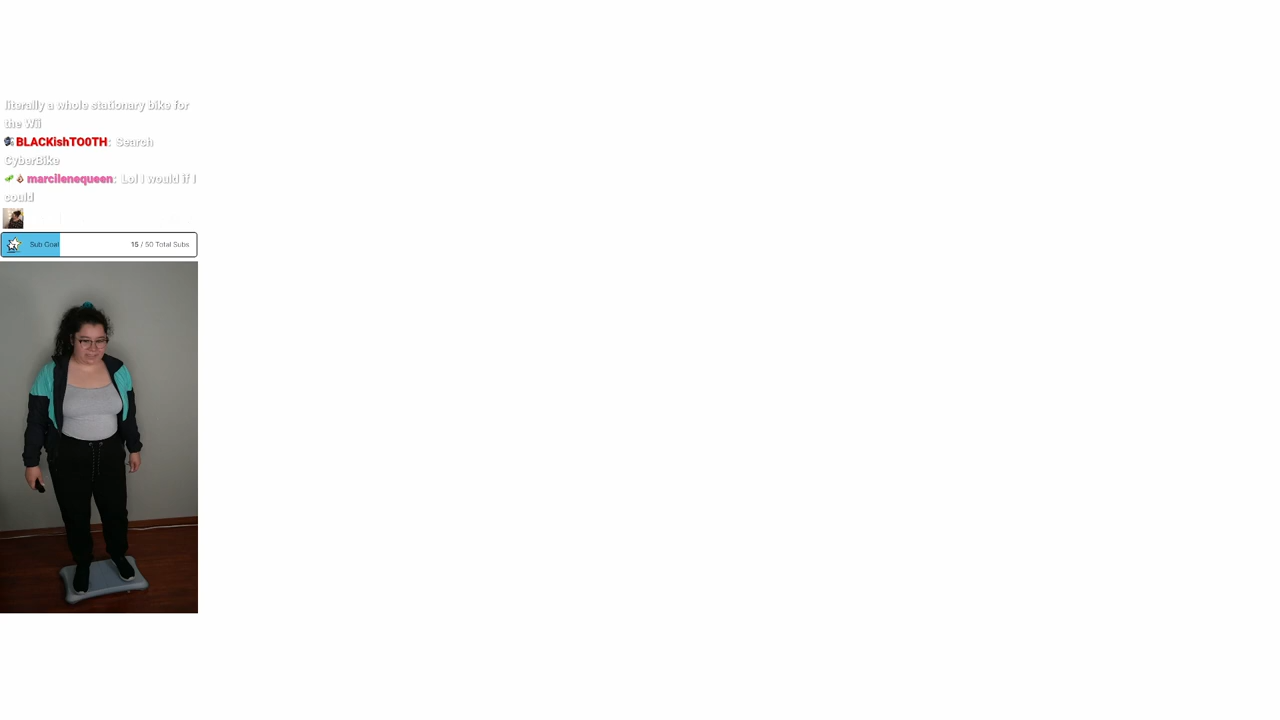 literally a whole stationary bike for
the Wii
BLACKishTO0TH: Search
CyberBike
marcilenequeen: Lol I would if I
could
Sub Goal 15 / 50 Total Subs